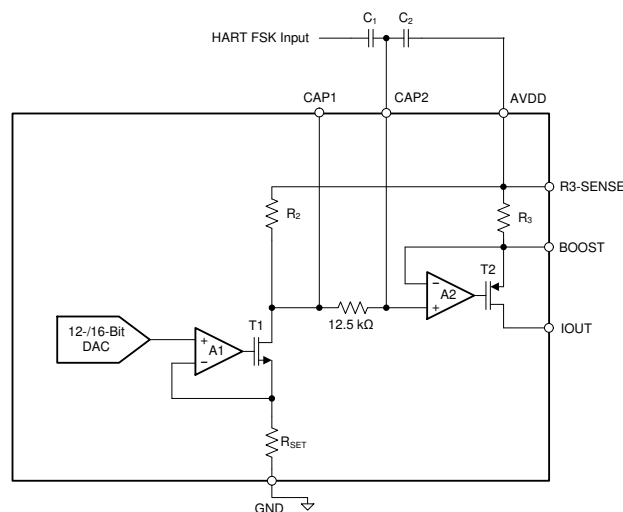 C1 C2
HART FSK Input
CAP1 CAP2 AVDD
R3-SENSE
R2 R3
BOOST
T2
− A2 +
12.5 kΩ
IOUT
12-/16-Bit
DAC
+ A1 −
T1
RSET
GND